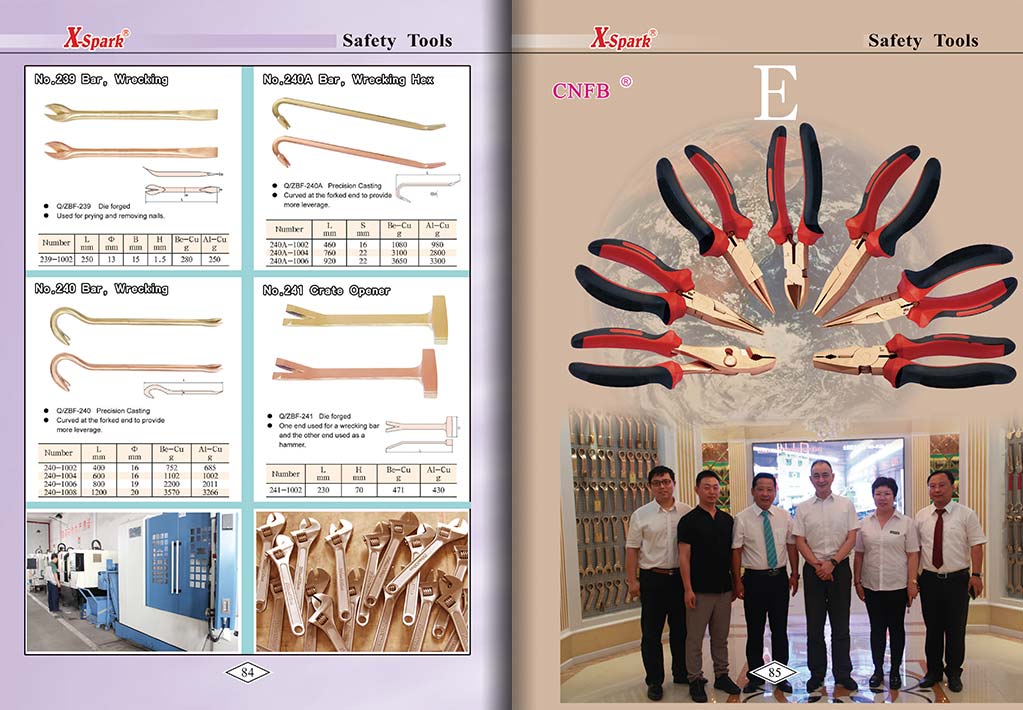 X-Spark®
Safety Tools
No.239 Bar, Wrecking
Q/ZBF-239 Die forged
Used for prying and removing nails.
Number L mm Φ mm B mm H mm Be-Cu g Al-Cu g
239-1002 250 13 15 1.5 280 250
No.240A Bar, Wrecking Hex
Q/ZBF-240A Precision Casting
Curved at the forked end to provide
more leverage.
Number L mm S mm Be-Cu g Al-Cu g
240A-1002 460 16 1080 980
240A-1004 760 22 3100 2800
240A-1006 920 22 3650 3300
No.240 Bar, Wrecking
Q/ZBF-240 Precision Casting
Curved at the forked end to provide
more leverage.
Number L mm Φ mm Be-Cu g Al-Cu g
240-1002 400 16 752 685
240-1004 600 16 1102 1002
240-1006 800 19 2200 2011
240-1008 1200 20 3570 3266
No.241 Crate Opener
Q/ZBF-241 Die forged
One end used for a wrecking bar
and the other end used as a
hammer.
Number L mm H mm Be-Cu g Al-Cu g
241-1002 230 70 471 430
84
X-Spark®
Safety Tools
CNFB®
E
85